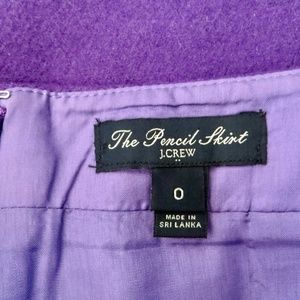 The Pencil Skirt
J.CREW
0
MADE IN
SRI LANKA